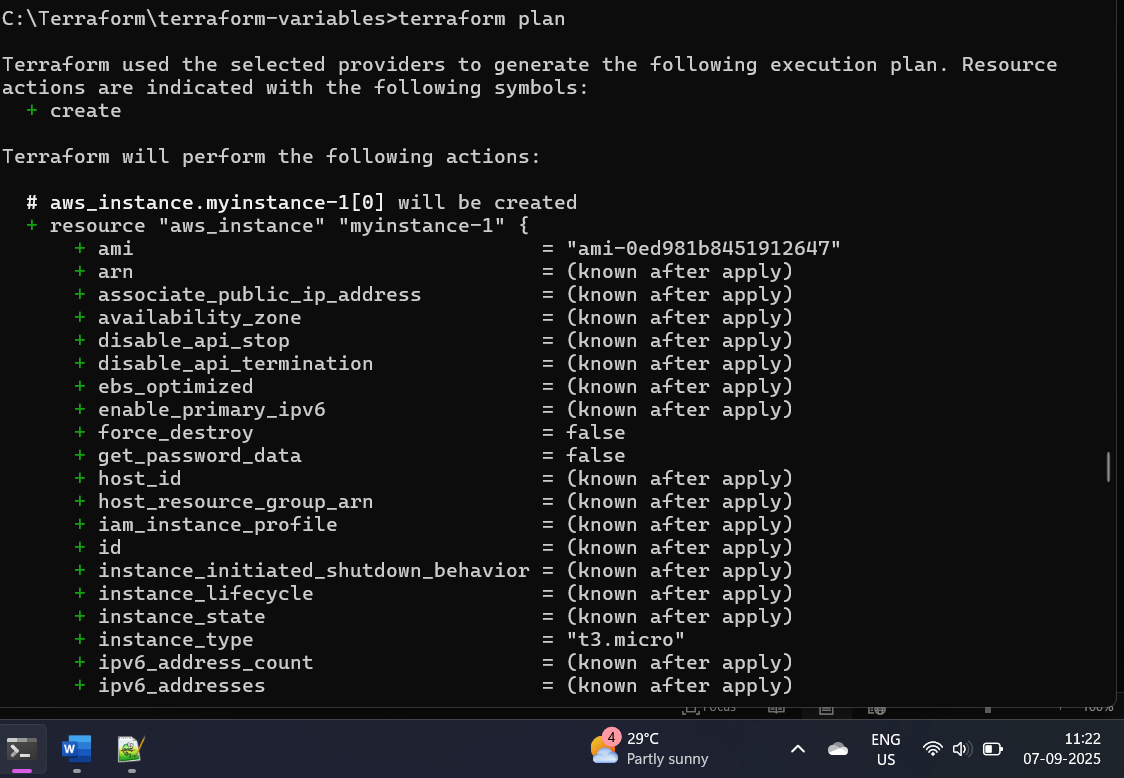 C:\Terraform\terraform-variables>terraform plan
Terraform used the selected providers to generate the following execution plan. Resource
actions are indicated with the following symbols:
+ create
Terraform will perform the following actions:
# aws_instance.myinstance-1[0] will be created
+ resource "aws_instance" "myinstance-1" {
+ ami = "ami-0ed981b8451912647"
+ arn = (known after apply)
+ associate_public_ip_address = (known after apply)
+ availability_zone = (known after apply)
+ disable_api_stop = (known after apply)
+ disable_api_termination = (known after apply)
+ ebs_optimized = (known after apply)
+ enable_primary_ipv6 = (known after apply)
+ force_destroy = false
+ get_password_data = false
+ host_id = (known after apply)
+ host_resource_group_arn = (known after apply)
+ iam_instance_profile = (known after apply)
+ id = (known after apply)
+ instance_initiated_shutdown_behavior = (known after apply)
+ instance_lifecycle = (known after apply)
+ instance_state = (known after apply)
+ instance_type = "t3.micro"
+ ipv6_address_count = (known after apply)
+ ipv6_addresses = (known after apply)
Focus 100%
W
4
29°C
Partly sunny
ENG
US
11:22
07-09-2025